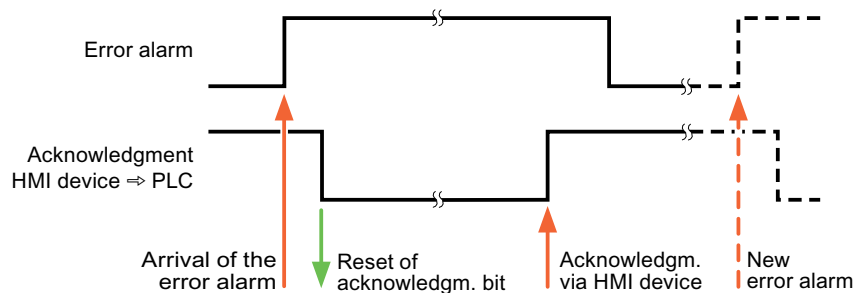 Error alarm
Acknowledgment
HMI device ⇨ PLC
Arrival of the
error alarm
Reset of
acknowledgm. bit
Acknowledgm.
via HMI device
New
error alarm